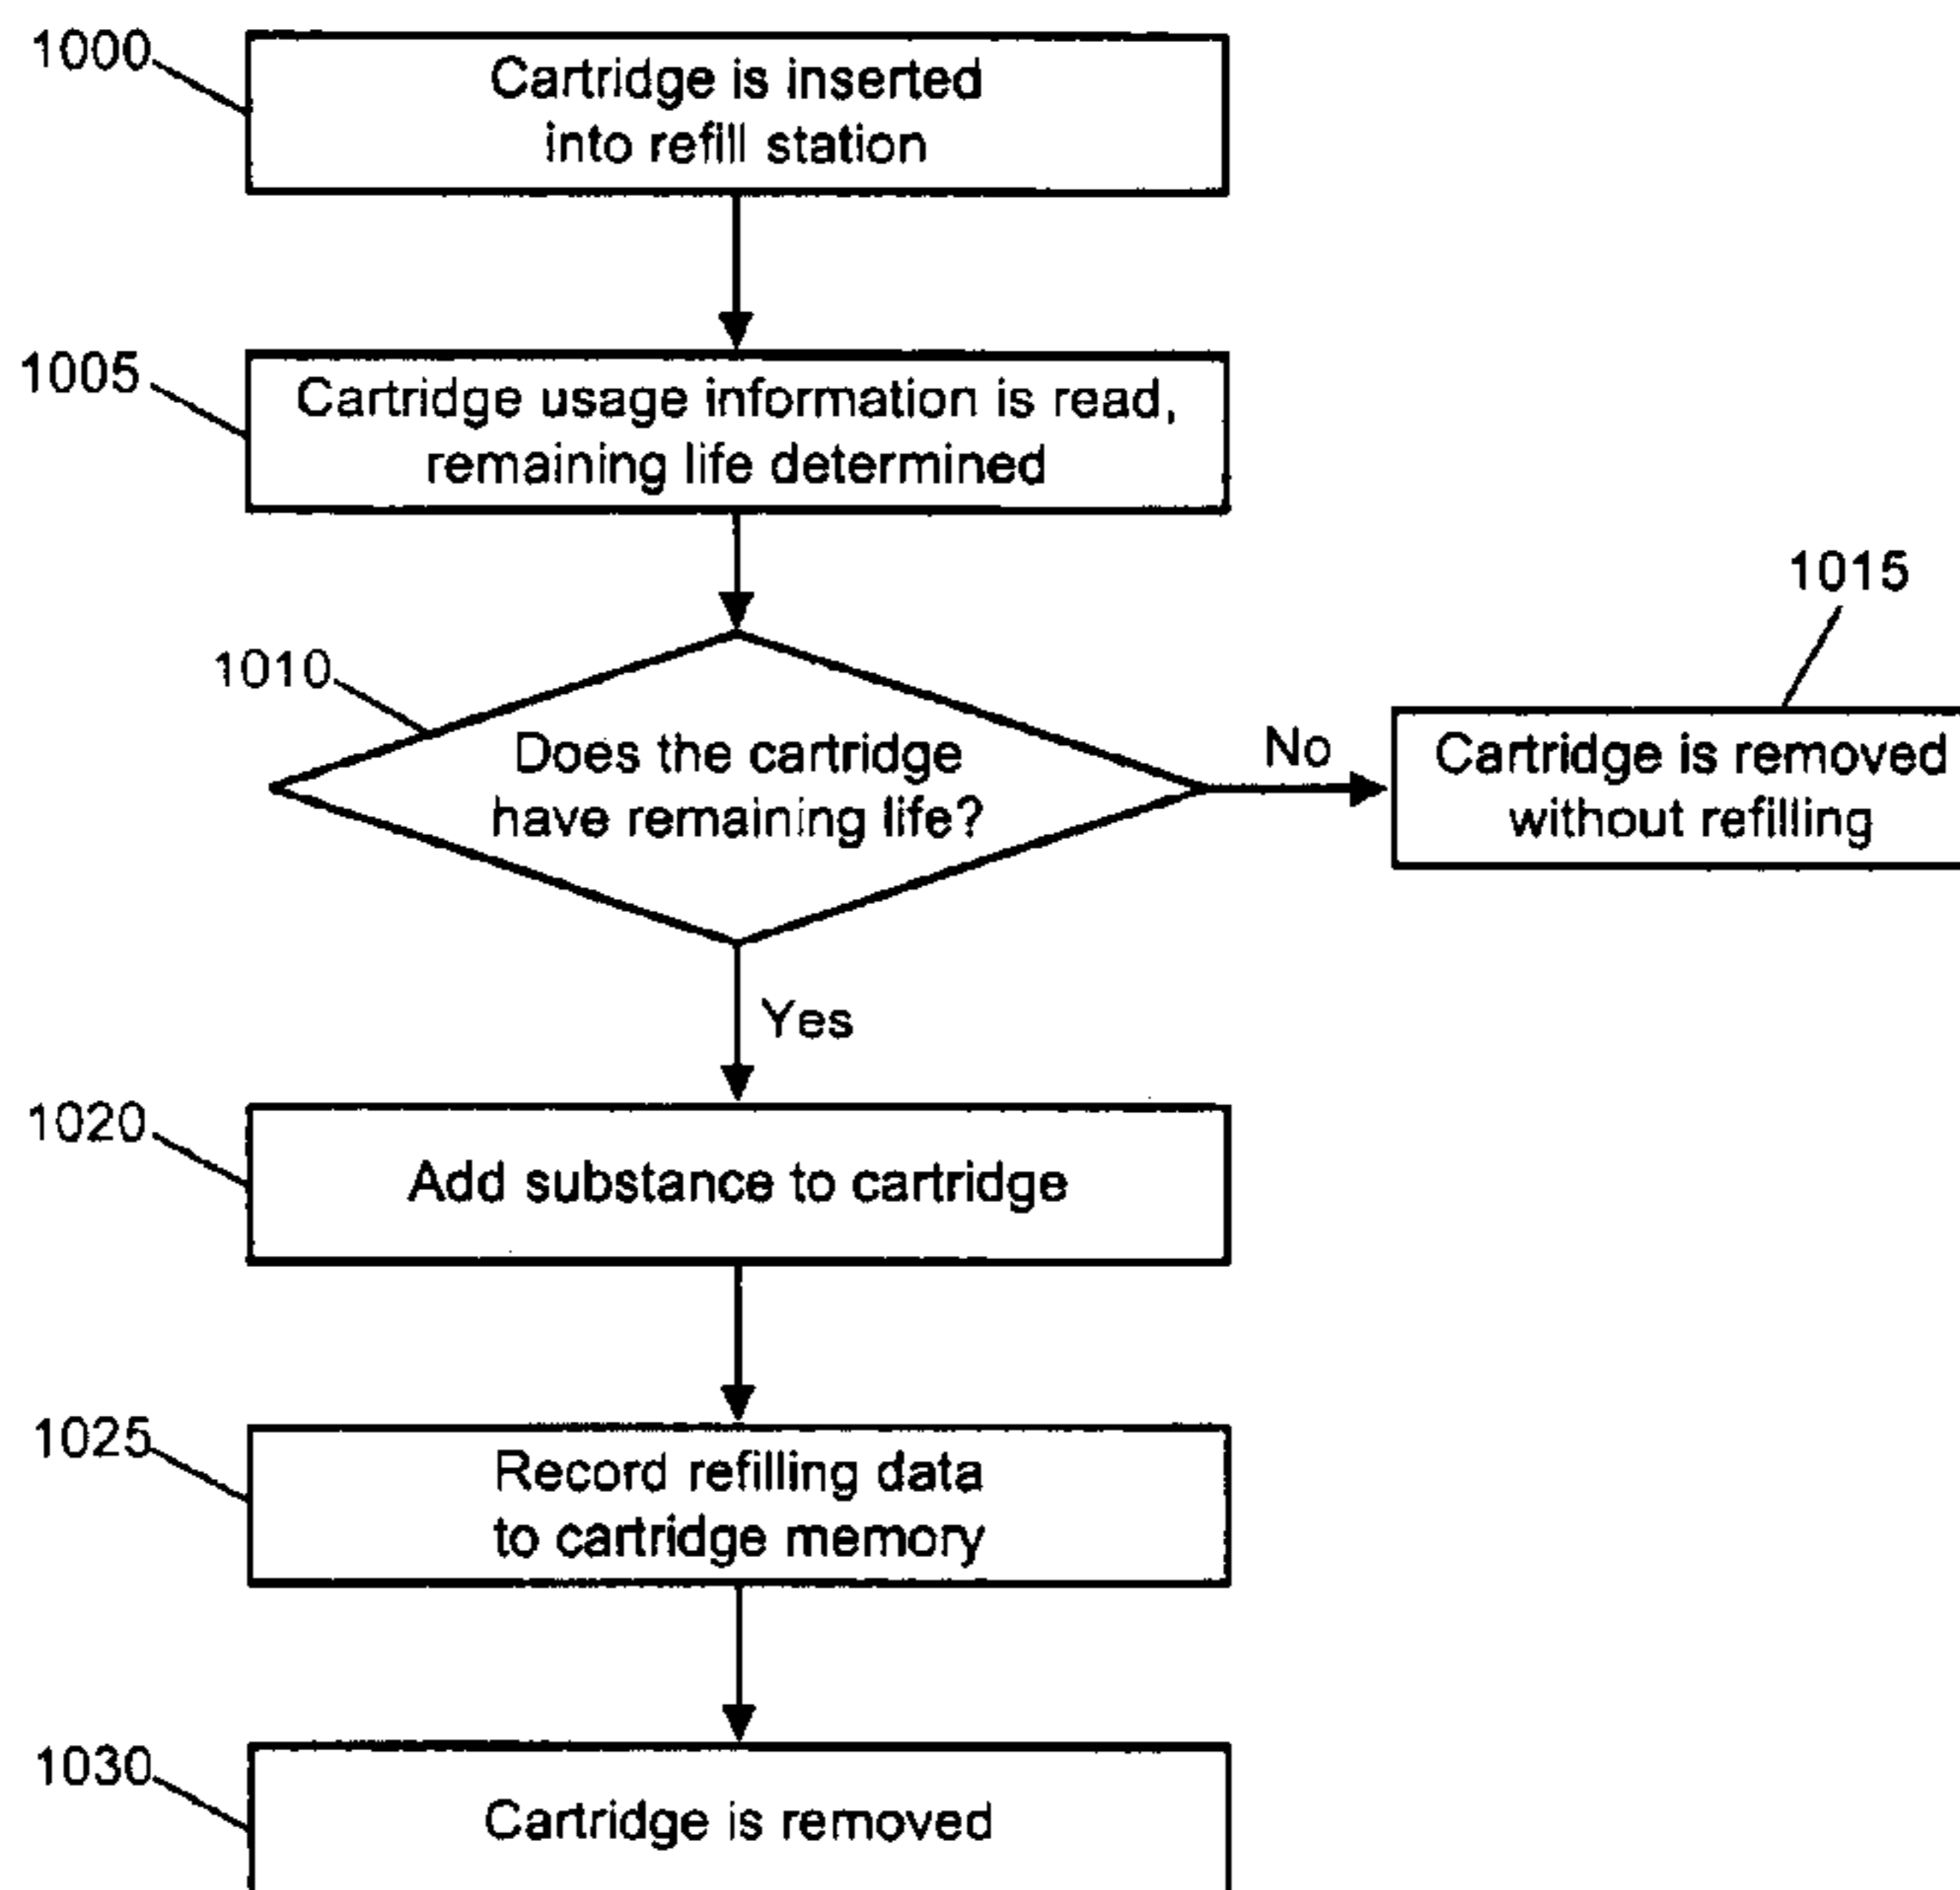 1000
Cartridge is inserted
into refill station
1005
Cartridge usage information is read,
remaining life determined
1010
Does the cartridge
have remaining life?
No
1015
Cartridge is removed
without refilling
Yes
1020
Add substance to cartridge
1025
Record refilling data
to cartridge memory
1030
Cartridge is removed